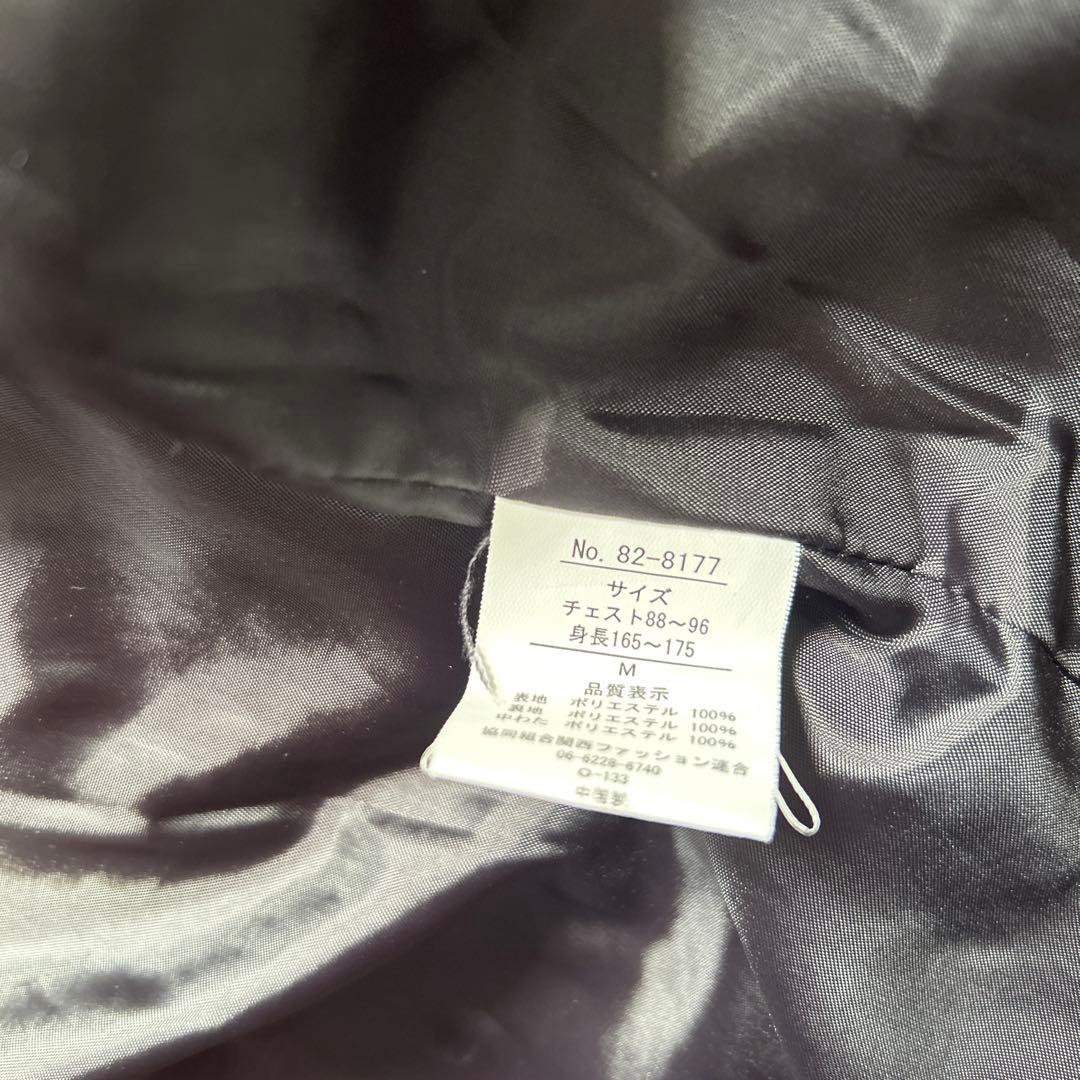 No. 82-8177
サイズ
チェスト88〜96
身長165〜175
M
品質表示
表地 ポリエステル 100%
裏地 ポリエステル 100%
中わた ポリエステル 100%
協同組合関西ファッション連合
06-6228-6740
O-133
中国製